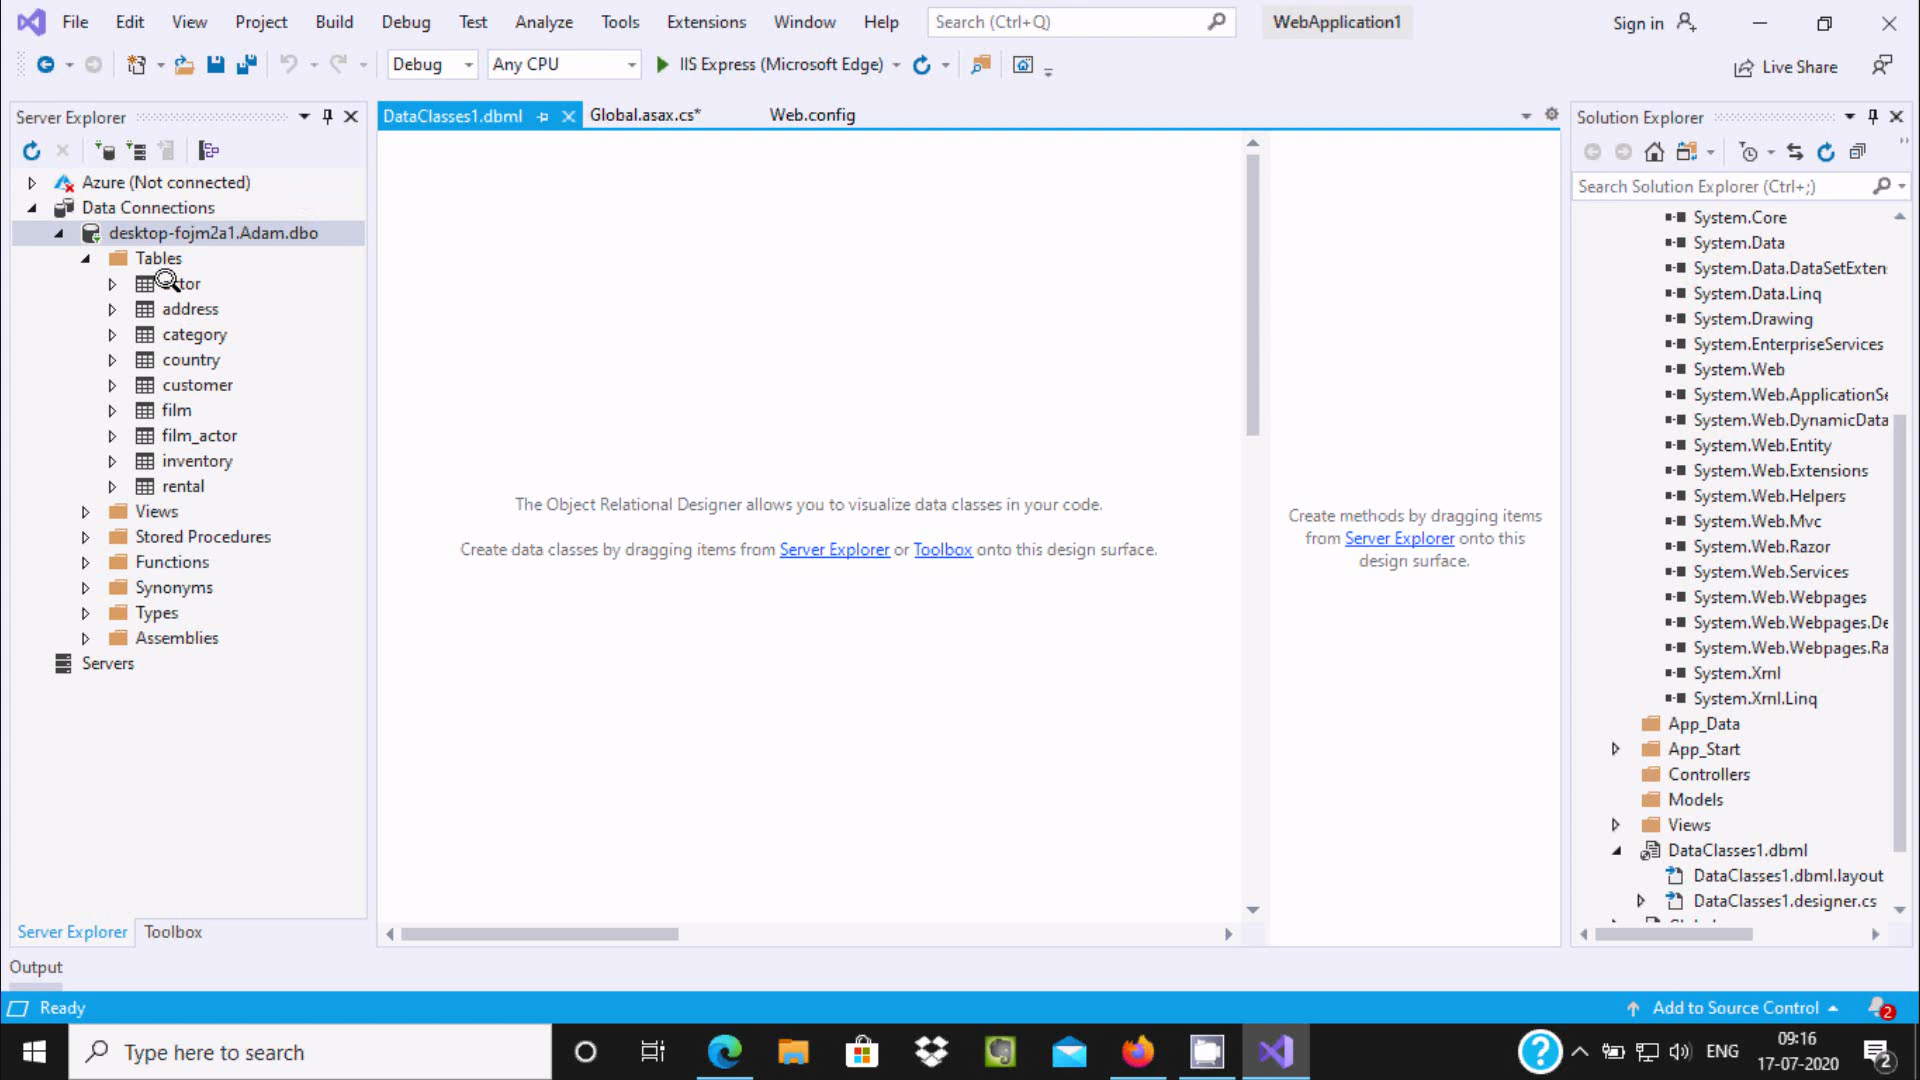 File Edit View Project Build Debug Test Analyze Tools Extensions Window Help Search (Ctrl+Q) WebApplication1 Sign in
Debug Any CPU IIS Express (Microsoft Edge) Live Share
Server Explorer
Azure (Not connected)
Data Connections
desktop-fojm2a1.Adam.dbo
Tables
address
category
country
customer
film
film_actor
inventory
rental
Views
Stored Procedures
Functions
Synonyms
Types
Assemblies
Servers
Server Explorer Toolbox
DataClasses1.dbml Global.asax.cs* Web.config
The Object Relational Designer allows you to visualize data classes in your code.
Create data classes by dragging items from Server Explorer or Toolbox onto this design surface.
Create methods by dragging items
from Server Explorer onto this
design surface.
Solution Explorer
Search Solution Explorer (Ctrl+;)
System.Core
System.Data
System.Data.DataSetExten
System.Data.Linq
System.Drawing
System.EnterpriseServices
System.Web
System.Web.ApplicationSe
System.Web.DynamicData
System.Web.Entity
System.Web.Extensions
System.Web.Helpers
System.Web.Mvc
System.Web.Razor
System.Web.Services
System.Web.Webpages
System.Web.Webpages.De
System.Web.Webpages.Ra
System.Xml
System.Xml.Linq
App_Data
App_Start
Controllers
Models
Views
DataClasses1.dbml
DataClasses1.dbml.layout
DataClasses1.designer.cs
Output
Ready Add to Source Control 2
Type here to search ENG 09:16
17-07-2020 2